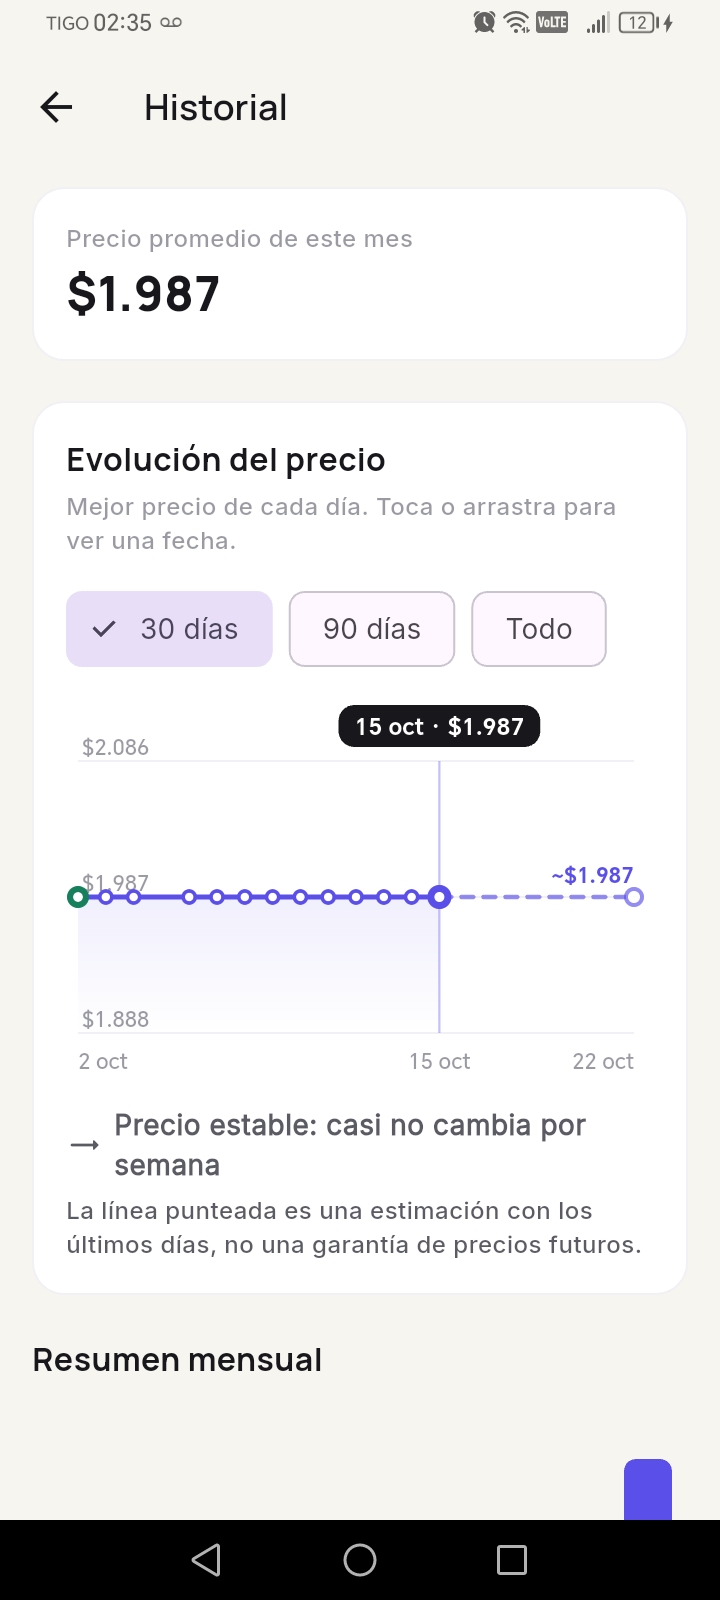 TIGO 02:35
VoLTE
12
Historial
Precio promedio de este mes
$1.987
Evolución del precio
Mejor precio de cada día. Toca o arrastra para
ver una fecha.
30 días
90 días
Todo
15 oct · $1.987
$2.086
~$1.987
$1.987
$1.888
2 oct
15 oct
22 oct
Precio estable: casi no cambia por
semana
La línea punteada es una estimación con los
últimos días, no una garantía de precios futuros.
Resumen mensual